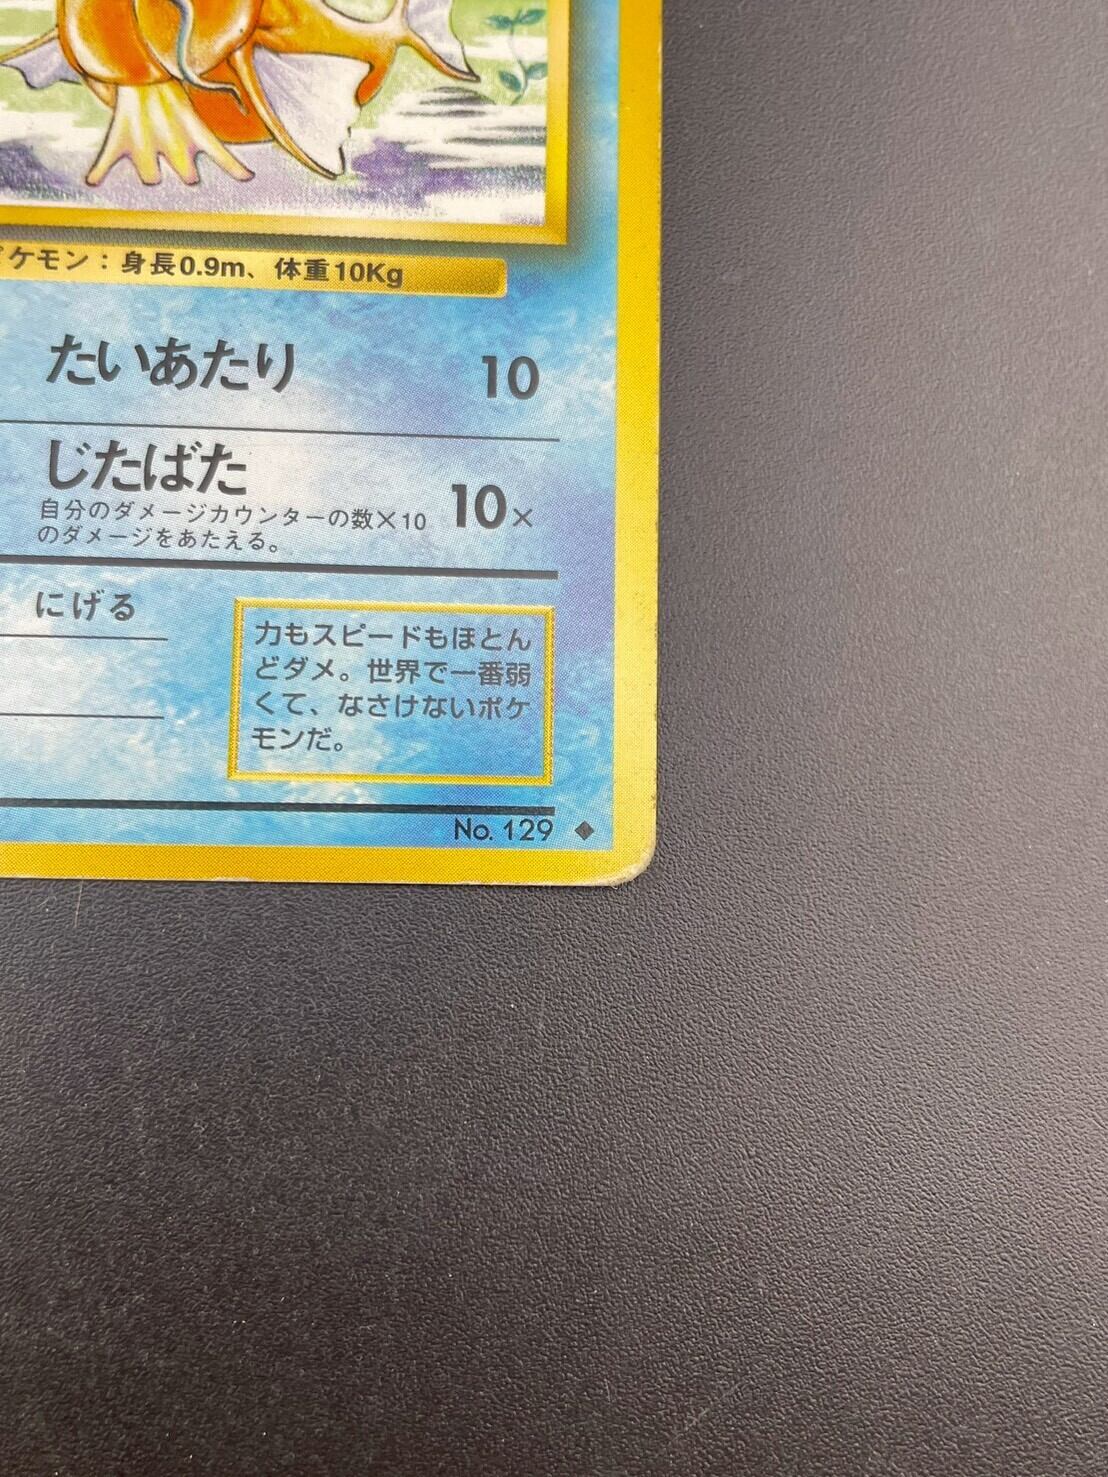 ケモン：身長0.9m、体重10Kg
たいあたり 10
じたばた
自分のダメージカウンターの数×10
のダメージをあたえる。
10×
にげる
力もスピードもほとん
どダメ。世界で一番弱
くて、なさけないポケ
モンだ。
No. 129 ◆